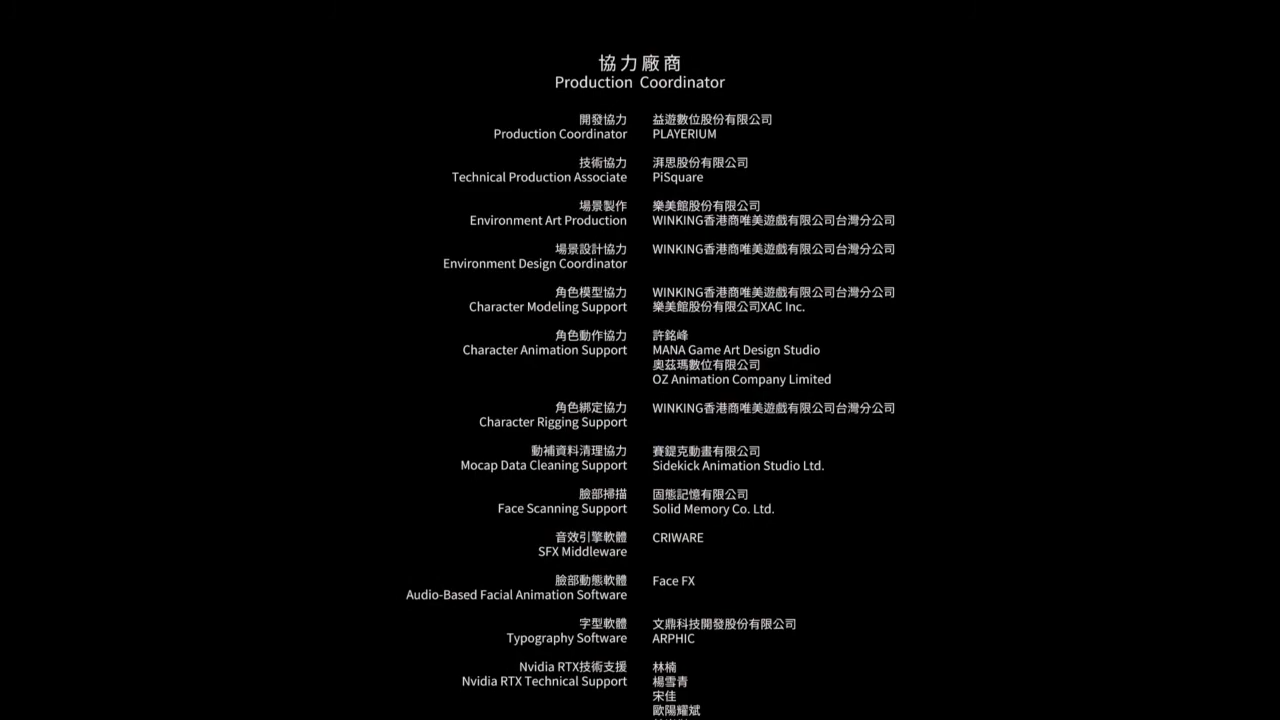 協力廠商
Production Coordinator
開發協力 益遊數位股份有限公司
Production Coordinator PLAYERIUM
技術協力 湃思股份有限公司
Technical Production Associate PiSquare
場景製作 樂美館股份有限公司
Environment Art Production WINKING香港商唯美遊戲有限公司台灣分公司
場景設計協力 WINKING香港商唯美遊戲有限公司台灣分公司
Environment Design Coordinator
角色模型協力 WINKING香港商唯美遊戲有限公司台灣分公司
Character Modeling Support 樂美館股份有限公司XAC Inc.
角色動作協力 許銘峰
Character Animation Support MANA Game Art Design Studio
奧茲瑪數位有限公司
OZ Animation Company Limited
角色綁定協力 WINKING香港商唯美遊戲有限公司台灣分公司
Character Rigging Support
動補資料清理協力 賽鍉克動畫有限公司
Mocap Data Cleaning Support Sidekick Animation Studio Ltd.
臉部掃描 固態記憶有限公司
Face Scanning Support Solid Memory Co. Ltd.
音效引擎軟體 CRIWARE
SFX Middleware
臉部動態軟體 Face FX
Audio-Based Facial Animation Software
字型軟體 文鼎科技開發股份有限公司
Typography Software ARPHIC
Nvidia RTX技術支援 林楠
Nvidia RTX Technical Support 楊雪青
宋佳
歐陽耀斌